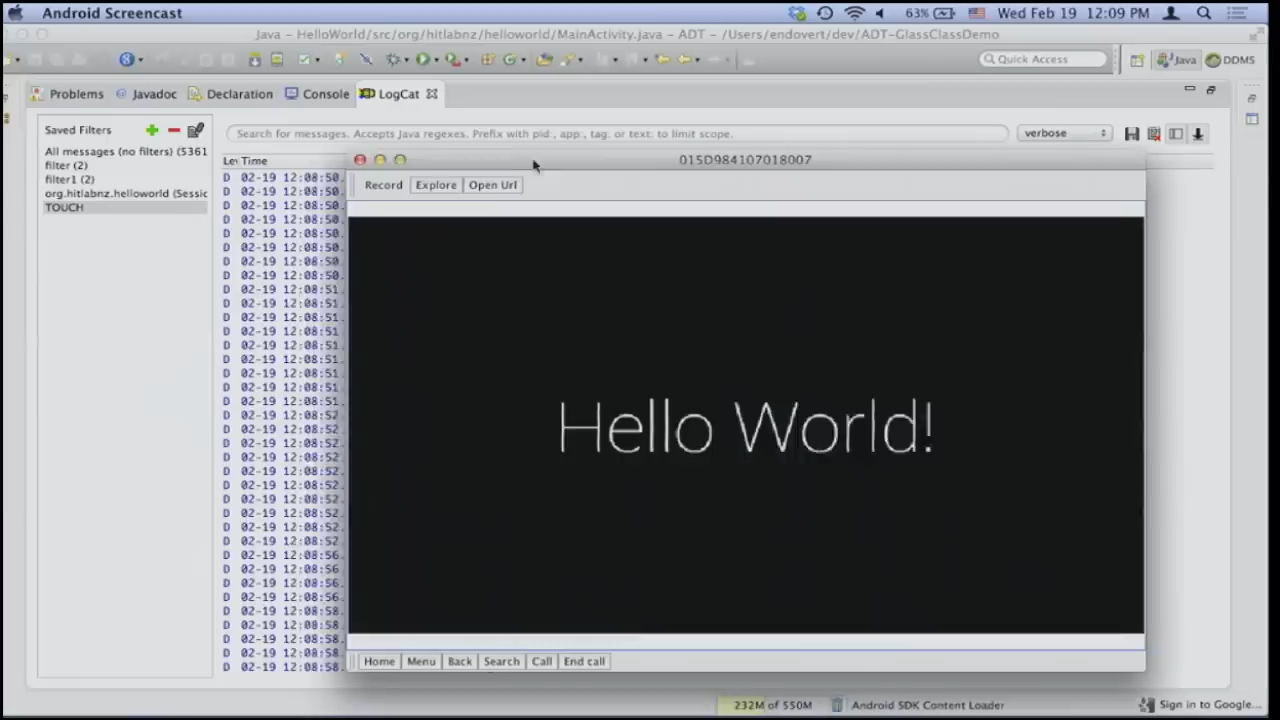 Android Screencast 63% Wed Feb 19 12:09 PM
Java – HelloWorld/src/org/hitlabnz/helloworld/MainActivity.java – ADT – /Users/endovert/dev/ADT-GlassClassDemo
Quick Access Java DDMS
Problems Javadoc Declaration Console LogCat
Saved Filters
Search for messages. Accepts Java regexes. Prefix with pid:, app:, tag: or text: to limit scope. verbose
All messages (no filters) (5361
filter (2)
filter1 (2)
org.hitlabnz.helloworld (Sessic
TOUCH
Time
015D984107018007
Record Explore Open Url
D 02-19 12:08:50.
D 02-19 12:08:50.
D 02-19 12:08:50.
D 02-19 12:08:50.
D 02-19 12:08:50.
D 02-19 12:08:50.
D 02-19 12:08:50.
D 02-19 12:08:50.
D 02-19 12:08:51.
D 02-19 12:08:51.
D 02-19 12:08:51.
D 02-19 12:08:51.
D 02-19 12:08:51.
D 02-19 12:08:51.
D 02-19 12:08:51.
D 02-19 12:08:51.
D 02-19 12:08:51.
D 02-19 12:08:52.
D 02-19 12:08:52.
D 02-19 12:08:52.
D 02-19 12:08:52.
D 02-19 12:08:52.
D 02-19 12:08:52.
D 02-19 12:08:52.
D 02-19 12:08:52.
D 02-19 12:08:52.
D 02-19 12:08:52.
D 02-19 12:08:56.
D 02-19 12:08:56.
D 02-19 12:08:56.
D 02-19 12:08:56.
D 02-19 12:08:58.
D 02-19 12:08:58.
D 02-19 12:08:58.
D 02-19 12:08:58.
D 02-19 12:08:58.
Hello World!
Home Menu Back Search Call End call
232M of 550M Android SDK Content Loader Sign in to Google...